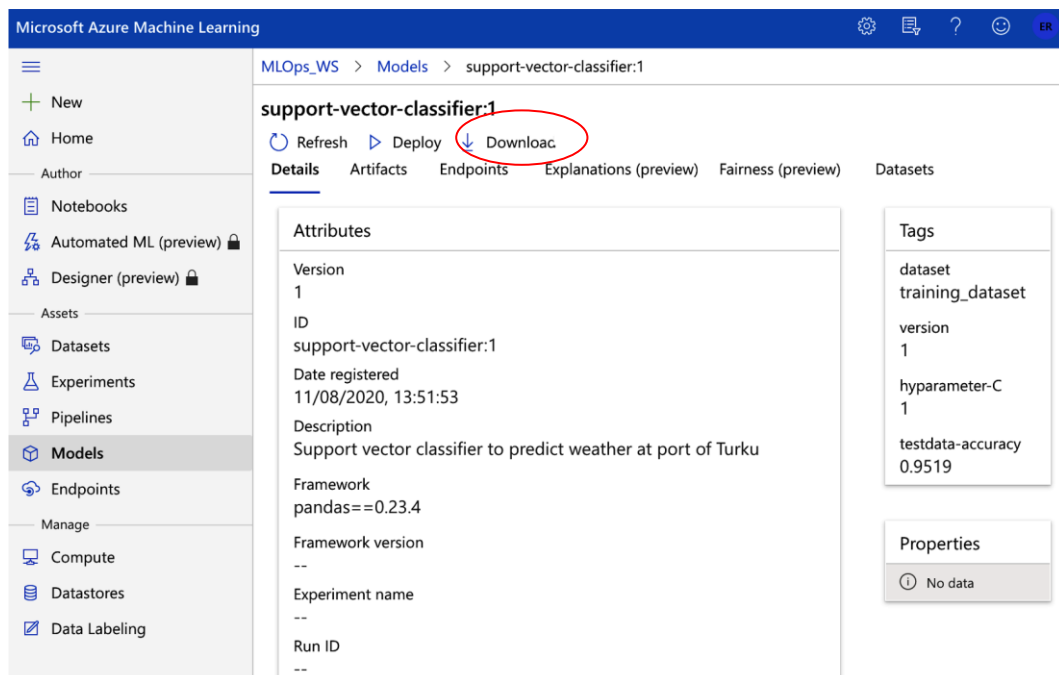 Microsoft Azure Machine Learning
ER
MLOps_WS > Models > support-vector-classifier:1
New
Home
Author
Notebooks
Automated ML (preview)
Designer (preview)
Assets
Datasets
Experiments
Pipelines
Models
Endpoints
Manage
Compute
Datastores
Data Labeling
support-vector-classifier:1
Refresh Deploy Downloac
Details Artifacts Endpoints Explanations (preview) Fairness (preview) Datasets
Attributes
Version
1
ID
support-vector-classifier:1
Date registered
11/08/2020, 13:51:53
Description
Support vector classifier to predict weather at port of Turku
Framework
pandas==0.23.4
Framework version
--
Experiment name
--
Run ID
--
Tags
dataset
training_dataset
version
1
hyparameter-C
1
testdata-accuracy
0.9519
Properties
No data